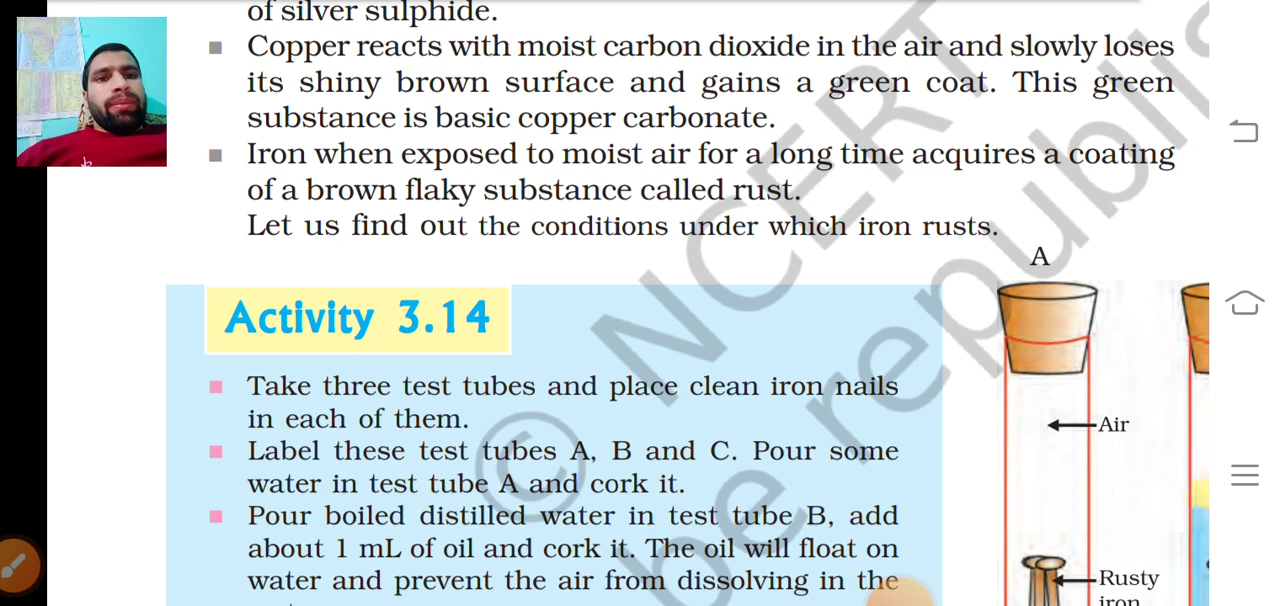 of silver sulphide.
Copper reacts with moist carbon dioxide in the air and slowly loses
its shiny brown surface and gains a green coat. This green
substance is basic copper carbonate.
Iron when exposed to moist air for a long time acquires a coating
of a brown flaky substance called rust.
Let us find out the conditions under which iron rusts.
Activity 3.14
Take three test tubes and place clean iron nails
in each of them.
Label these test tubes A, B and C. Pour some
water in test tube A and cork it.
Pour boiled distilled water in test tube B, add
about 1 mL of oil and cork it. The oil will float on
water and prevent the air from dissolving in the
A
Air
Rusty
iron
© NCERT
be republis